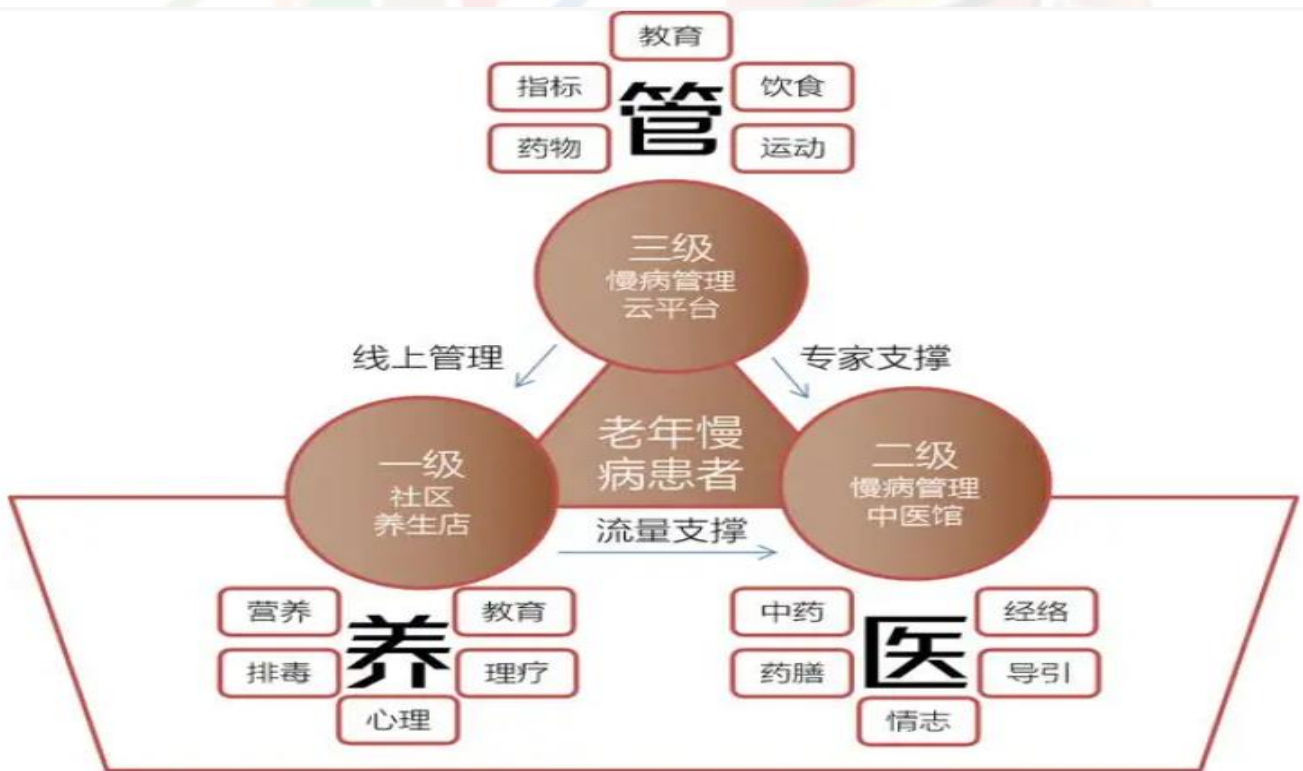 教育
指标
饮食
管
药物
运动
三级
慢病管理
云平台
线上管理
专家支撑
老年慢
病患者
一级
社区
养生店
二级
慢病管理
中医馆
流量支撑
营养
教育
养
排毒
理疗
心理
中药
经络
医
药膳
导引
情志